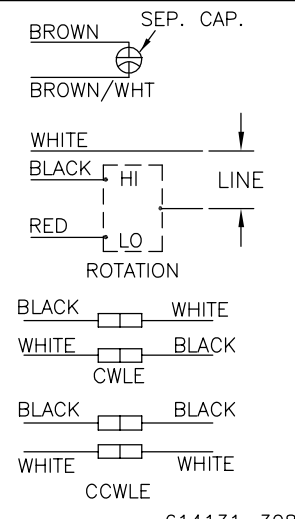 SEP. CAP.
BROWN
BROWN/WHT
WHITE
BLACK HI LINE
RED LO
ROTATION
BLACK WHITE
WHITE BLACK
CWLE
BLACK BLACK
WHITE WHITE
CCWLE